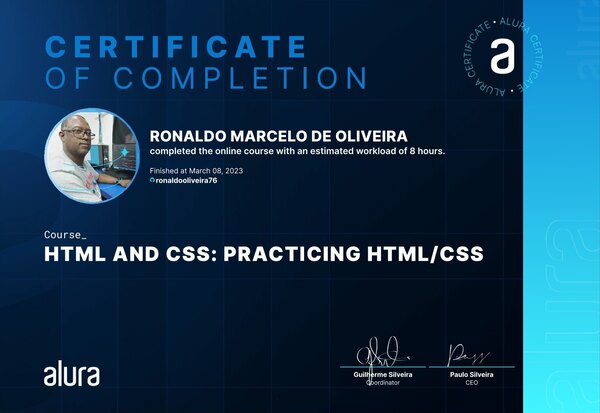 CERTIFICATE
OF COMPLETION
ALURA CERTIFICATE • ALURA CERTIFICATE •
a
RONALDO MARCELO DE OLIVEIRA
completed the online course with an estimated workload of 8 hours.
Finished at March 08, 2023
ronaldooliveira76
Course_
HTML AND CSS: PRACTICING HTML/CSS
alura
Guilherme Silveira
Coordinator
Paulo Silveira
CEO
alura
alura